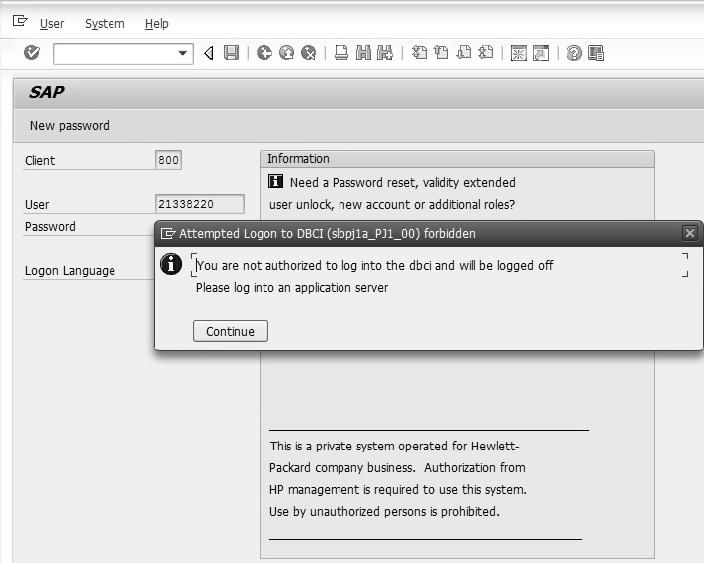 User System Help
SAP
New password
Client 800
User 21338220
Password
Logon Language
Information
Need a Password reset, validity extended
user unlock, new account or additional roles?
Attempted Logon to DBCI (sbpj1a_PJ1_00) forbidden
You are not authorized to log into the dbci and will be logged off
Please log into an application server
Continue
This is a private system operated for Hewlett-
Packard company business. Authorization from
HP management is required to use this system.
Use by unauthorized persons is prohibited.